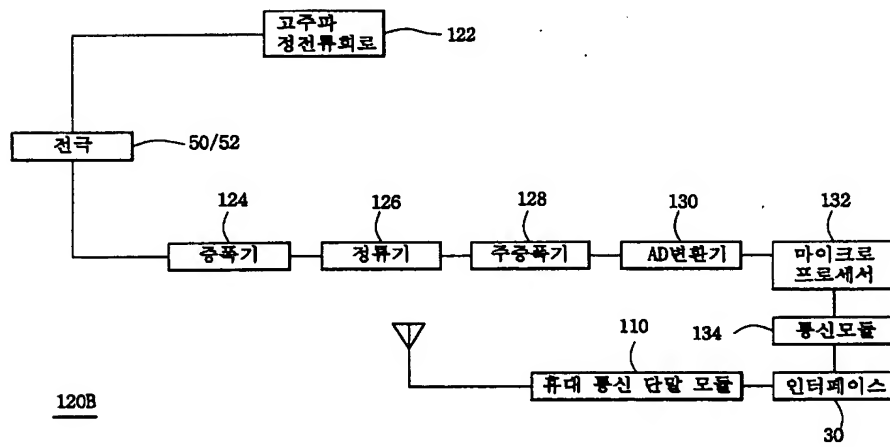 고주파
정전류회로
122
전극
50/52
124
126
128
130
132
증폭기
정류기
주증폭기
AD변환기
마이크로
프로세서
134
통신모듈
110
휴대 통신 단말 모듈
인터페이스
30
120B